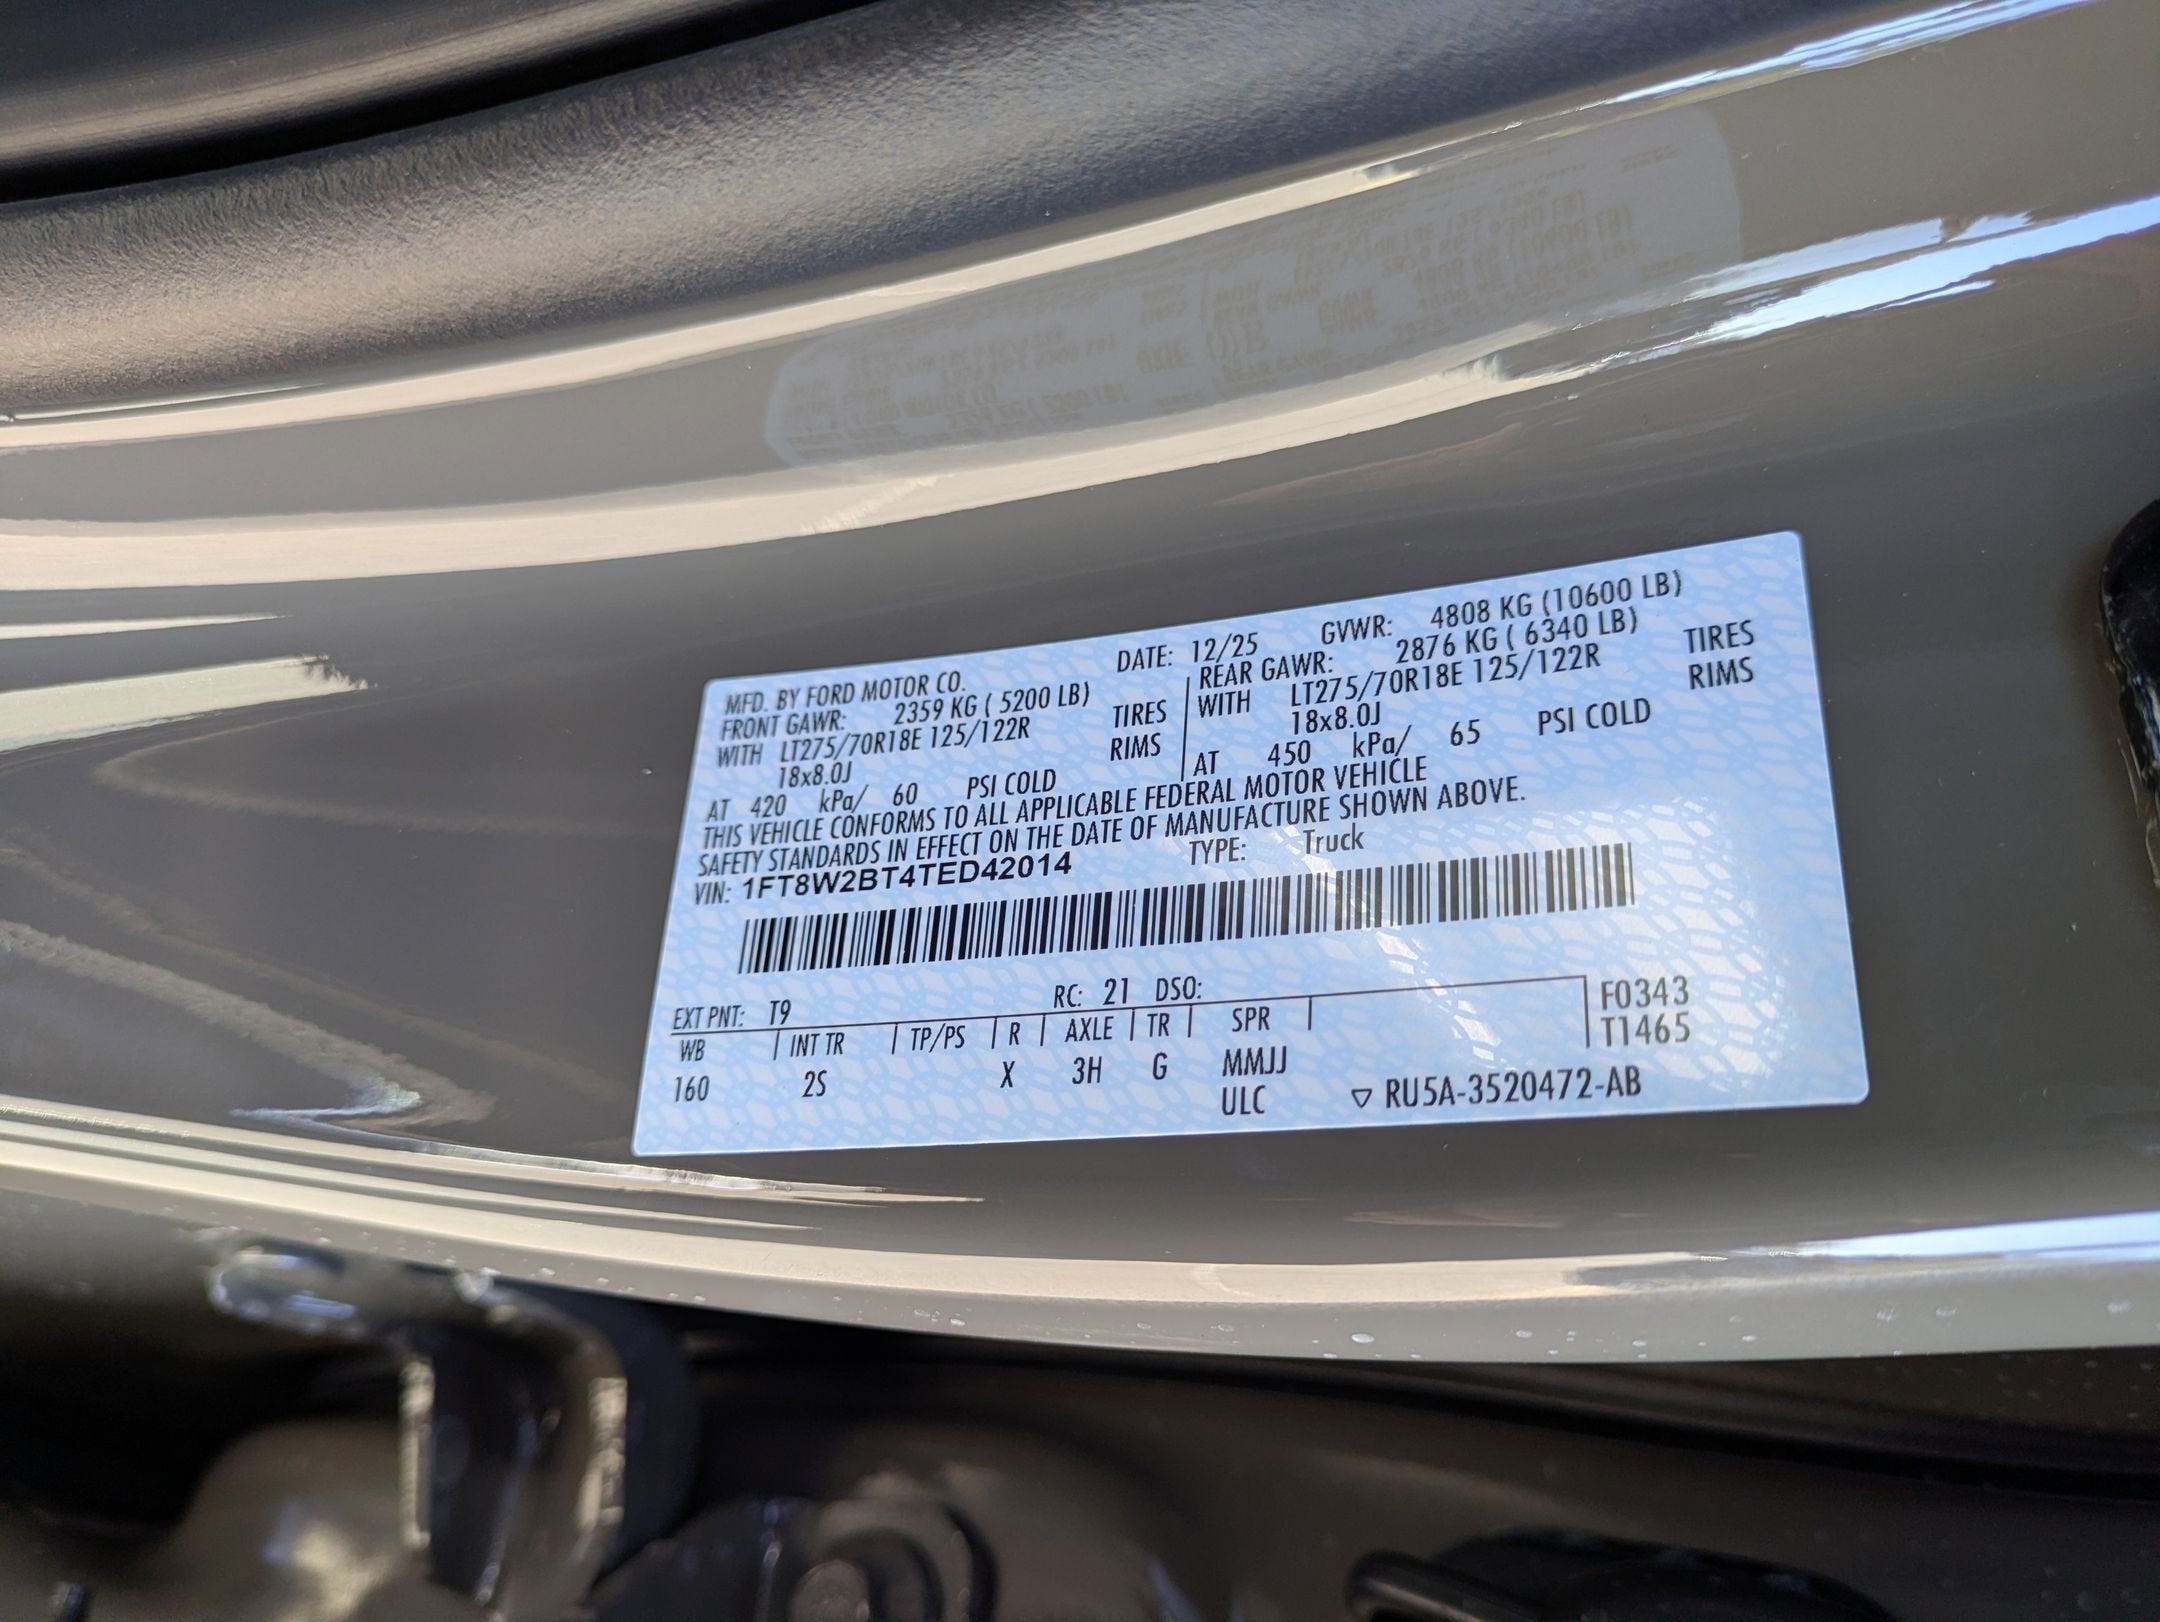 MFD. BY FORD MOTOR CO. DATE: 12/25 GVWR: 4808 KG (10600 LB)
FRONT GAWR: 2359 KG ( 5200 LB) REAR GAWR: 2876 KG ( 6340 LB)
WITH LT275/70R18E 125/122R TIRES WITH LT275/70R18E 125/122R TIRES
18x8.0J RIMS 18x8.0J RIMS
AT 420 kPa/ 60 PSI COLD AT 450 kPa/ 65 PSI COLD
THIS VEHICLE CONFORMS TO ALL APPLICABLE FEDERAL MOTOR VEHICLE
SAFETY STANDARDS IN EFFECT ON THE DATE OF MANUFACTURE SHOWN ABOVE.
VIN: 1FT8W2BT4TED42014 TYPE: Truck
EXT PNT: T9 RC: 21 DSO: F0343
WB INT TR TP/PS R AXLE TR SPR T1465
160 2S X 3H G MMJJ
ULC ▽ RU5A-3520472-AB